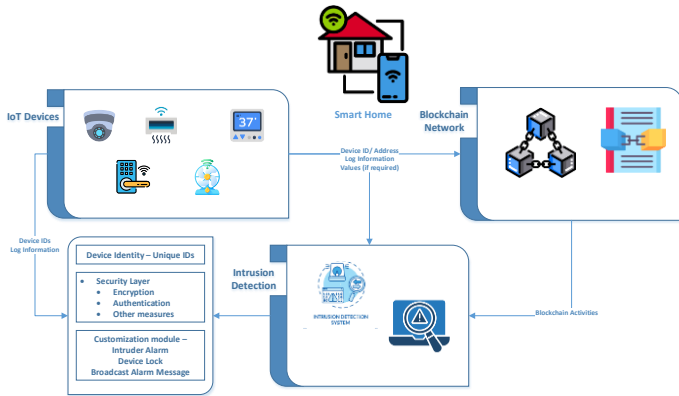 Smart Home
IoT Devices
37
Blockchain
Network
Device ID/ Address
Log Information
Values (if required)
Device IDs
Log Information
Device Identity – Unique IDs
Security Layer
Encryption
Authentication
Other measures
Customization module –
Intruder Alarm
Device Lock
Broadcast Alarm Message
Intrusion
Detection
INTRUSION DETECTION
SYSTEM
Blockchain Activities